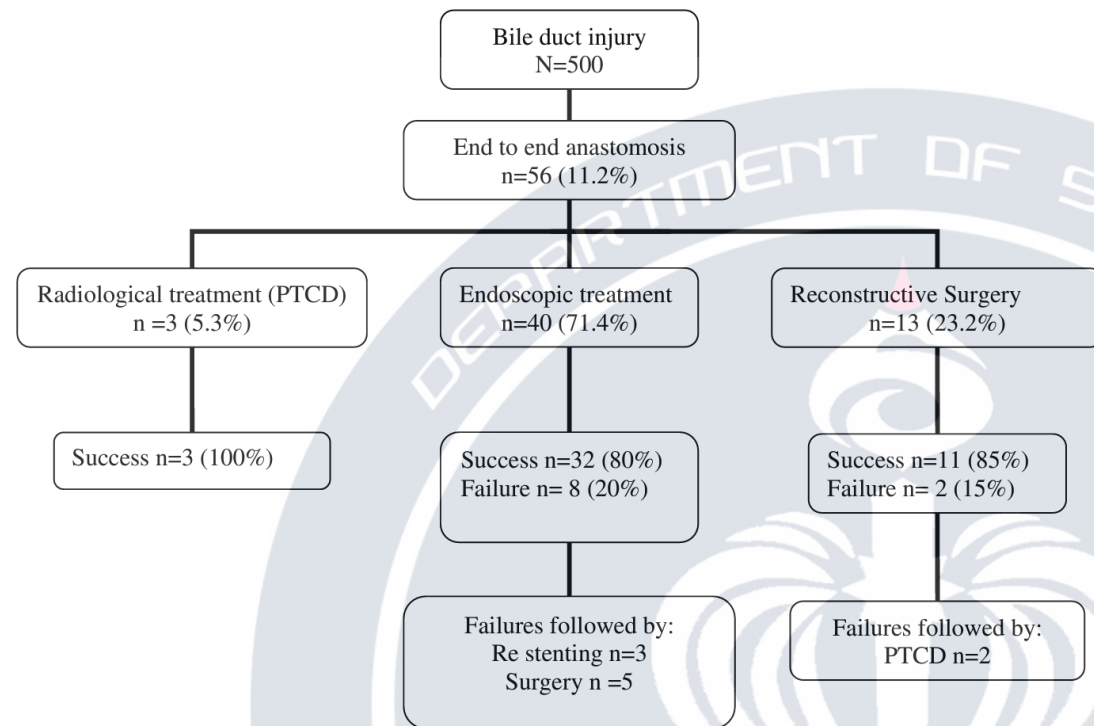 Bile duct injury
N=500
End to end anastomosis
n=56 (11.2%)
Radiological treatment (PTCD)
n =3 (5.3%)
Endoscopic treatment
n=40 (71.4%)
Reconstructive Surgery
n=13 (23.2%)
Success n=3 (100%)
Success n=32 (80%)
Failure n= 8 (20%)
Success n=11 (85%)
Failure n= 2 (15%)
Failures followed by:
Re stenting n=3
Surgery n =5
Failures followed by:
PTCD n=2
DEPARTMENT OF S